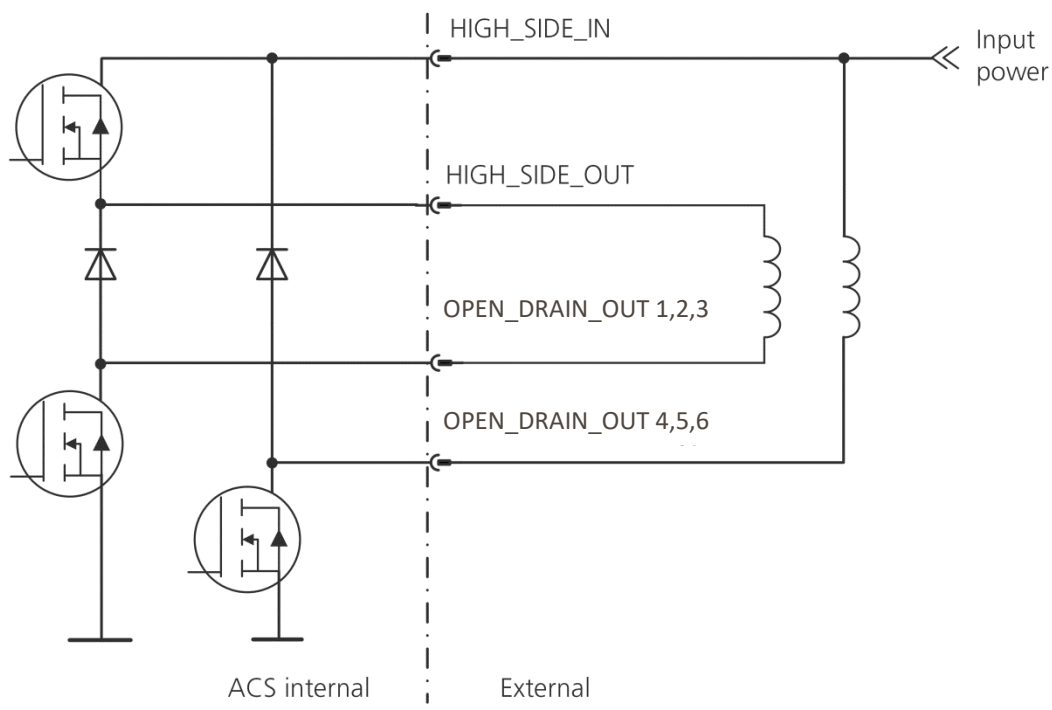 HIGH_SIDE_IN
Input
power
HIGH_SIDE_OUT
OPEN_DRAIN_OUT 1,2,3
OPEN_DRAIN_OUT 4,5,6
ACS internal
External